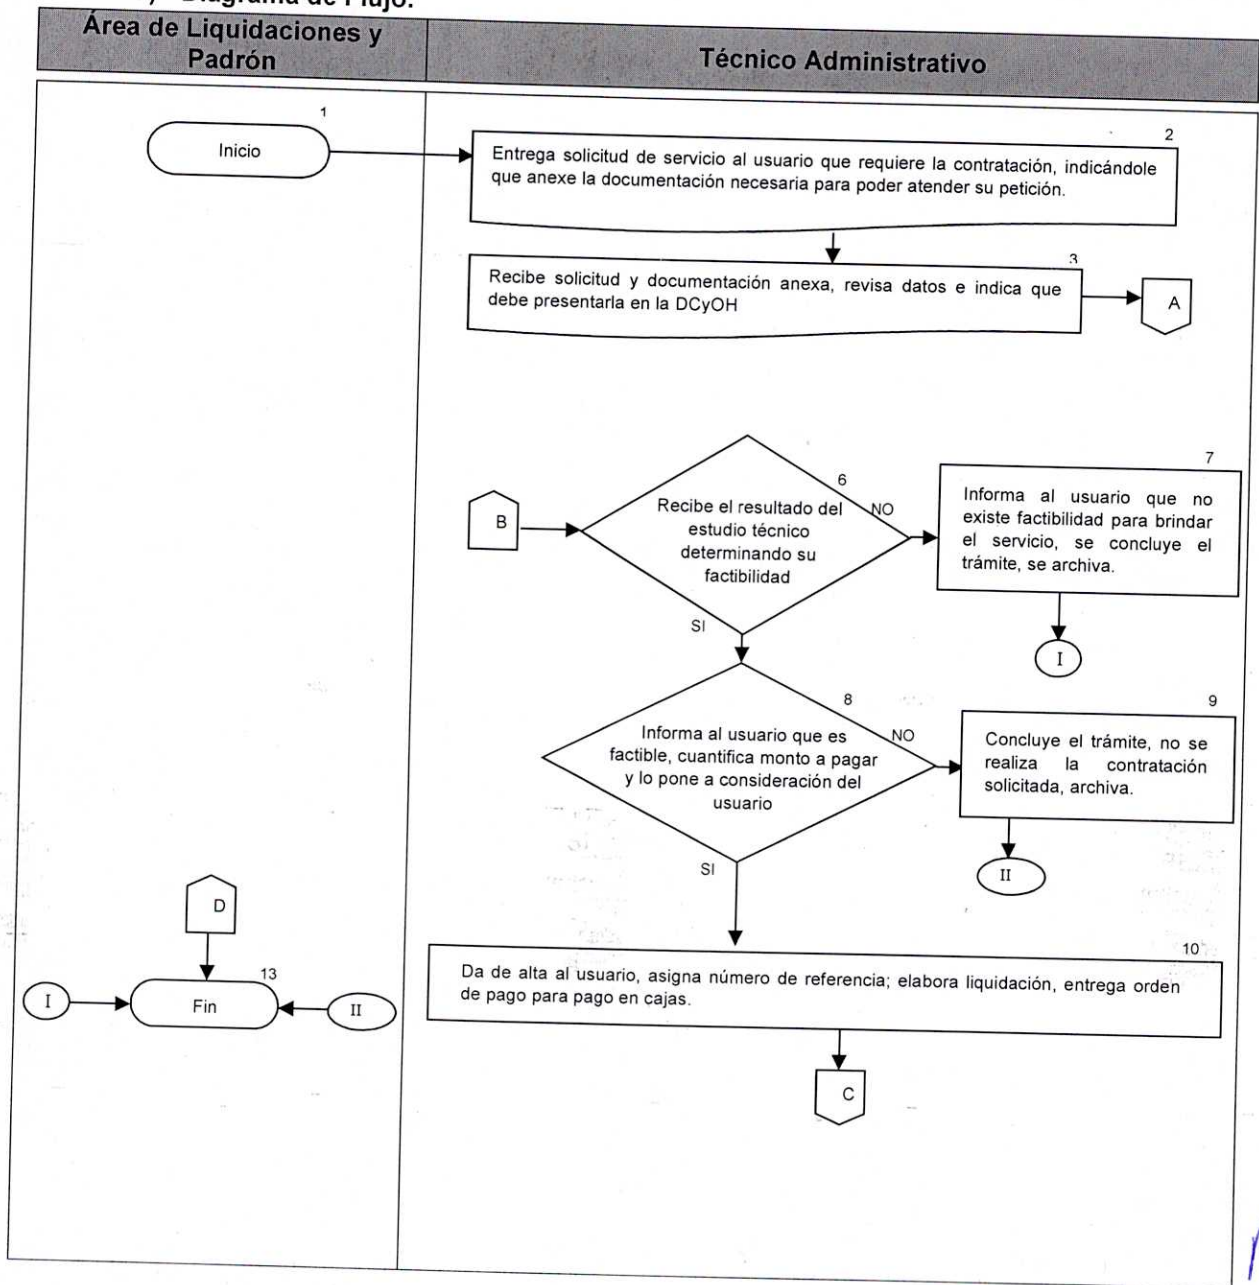 Diagrama de Flujo.
Área de Liquidaciones y
Padrón
Técnico Administrativo
1
Inicio
2
Entrega solicitud de servicio al usuario que requiere la contratación, indicándole
que anexe la documentación necesaria para poder atender su petición.
3
Recibe solicitud y documentación anexa, revisa datos e indica que
debe presentarla en la DCyOH
A
B
6
Recibe el resultado del
estudio técnico
determinando su
factibilidad
NO
SI
7
Informa al usuario que no
existe factibilidad para brindar
el servicio, se concluye el
trámite, se archiva.
I
8
Informa al usuario que es
factible, cuantifica monto a pagar
y lo pone a consideración del
usuario
NO
SI
9
Concluye el trámite, no se
realiza la contratación
solicitada, archiva.
II
D
13
I
Fin
II
10
Da de alta al usuario, asigna número de referencia; elabora liquidación, entrega orden
de pago para pago en cajas.
C